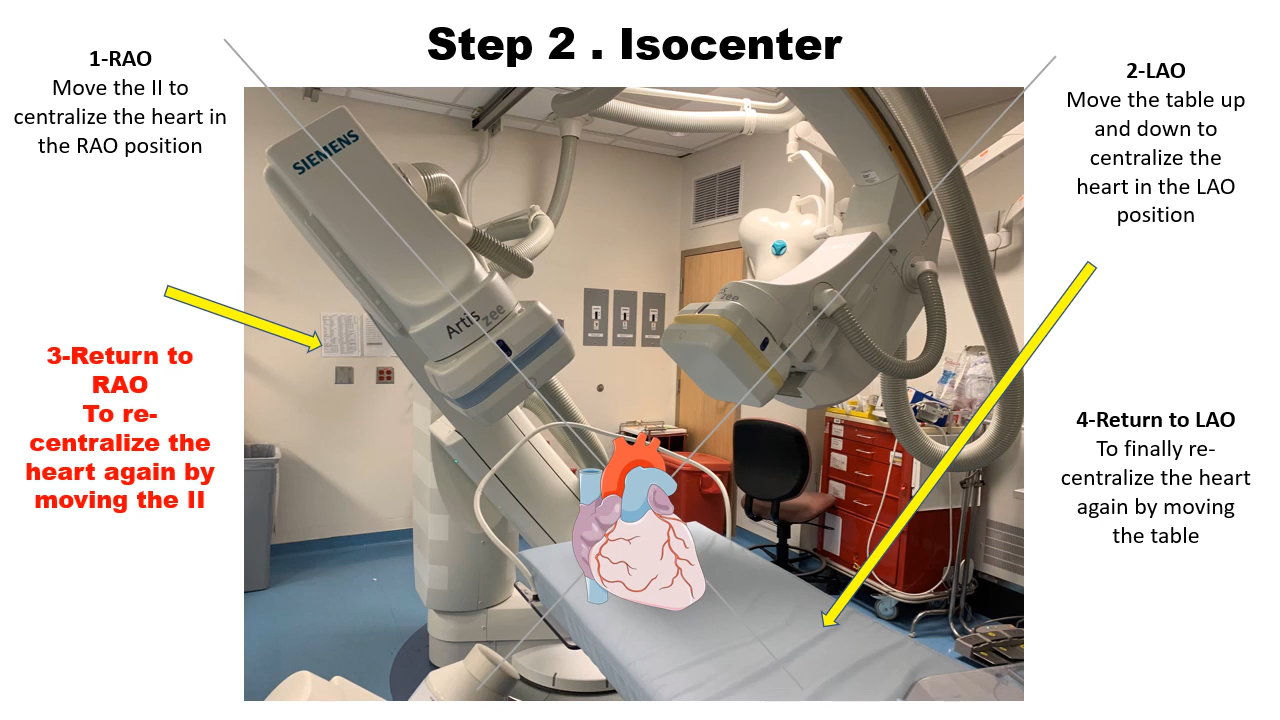 Step 2 . Isocenter
1-RAO
Move the II to
centralize the heart in
the RAO position
2-LAO
Move the table up
and down to
centralize the
heart in the LAO
position
3-Return to
RAO
To re-
centralize the
heart again by
moving the II
4-Return to LAO
To finally re-
centralize the heart
again by moving
the table
SIEMENS
Artis zee
zee